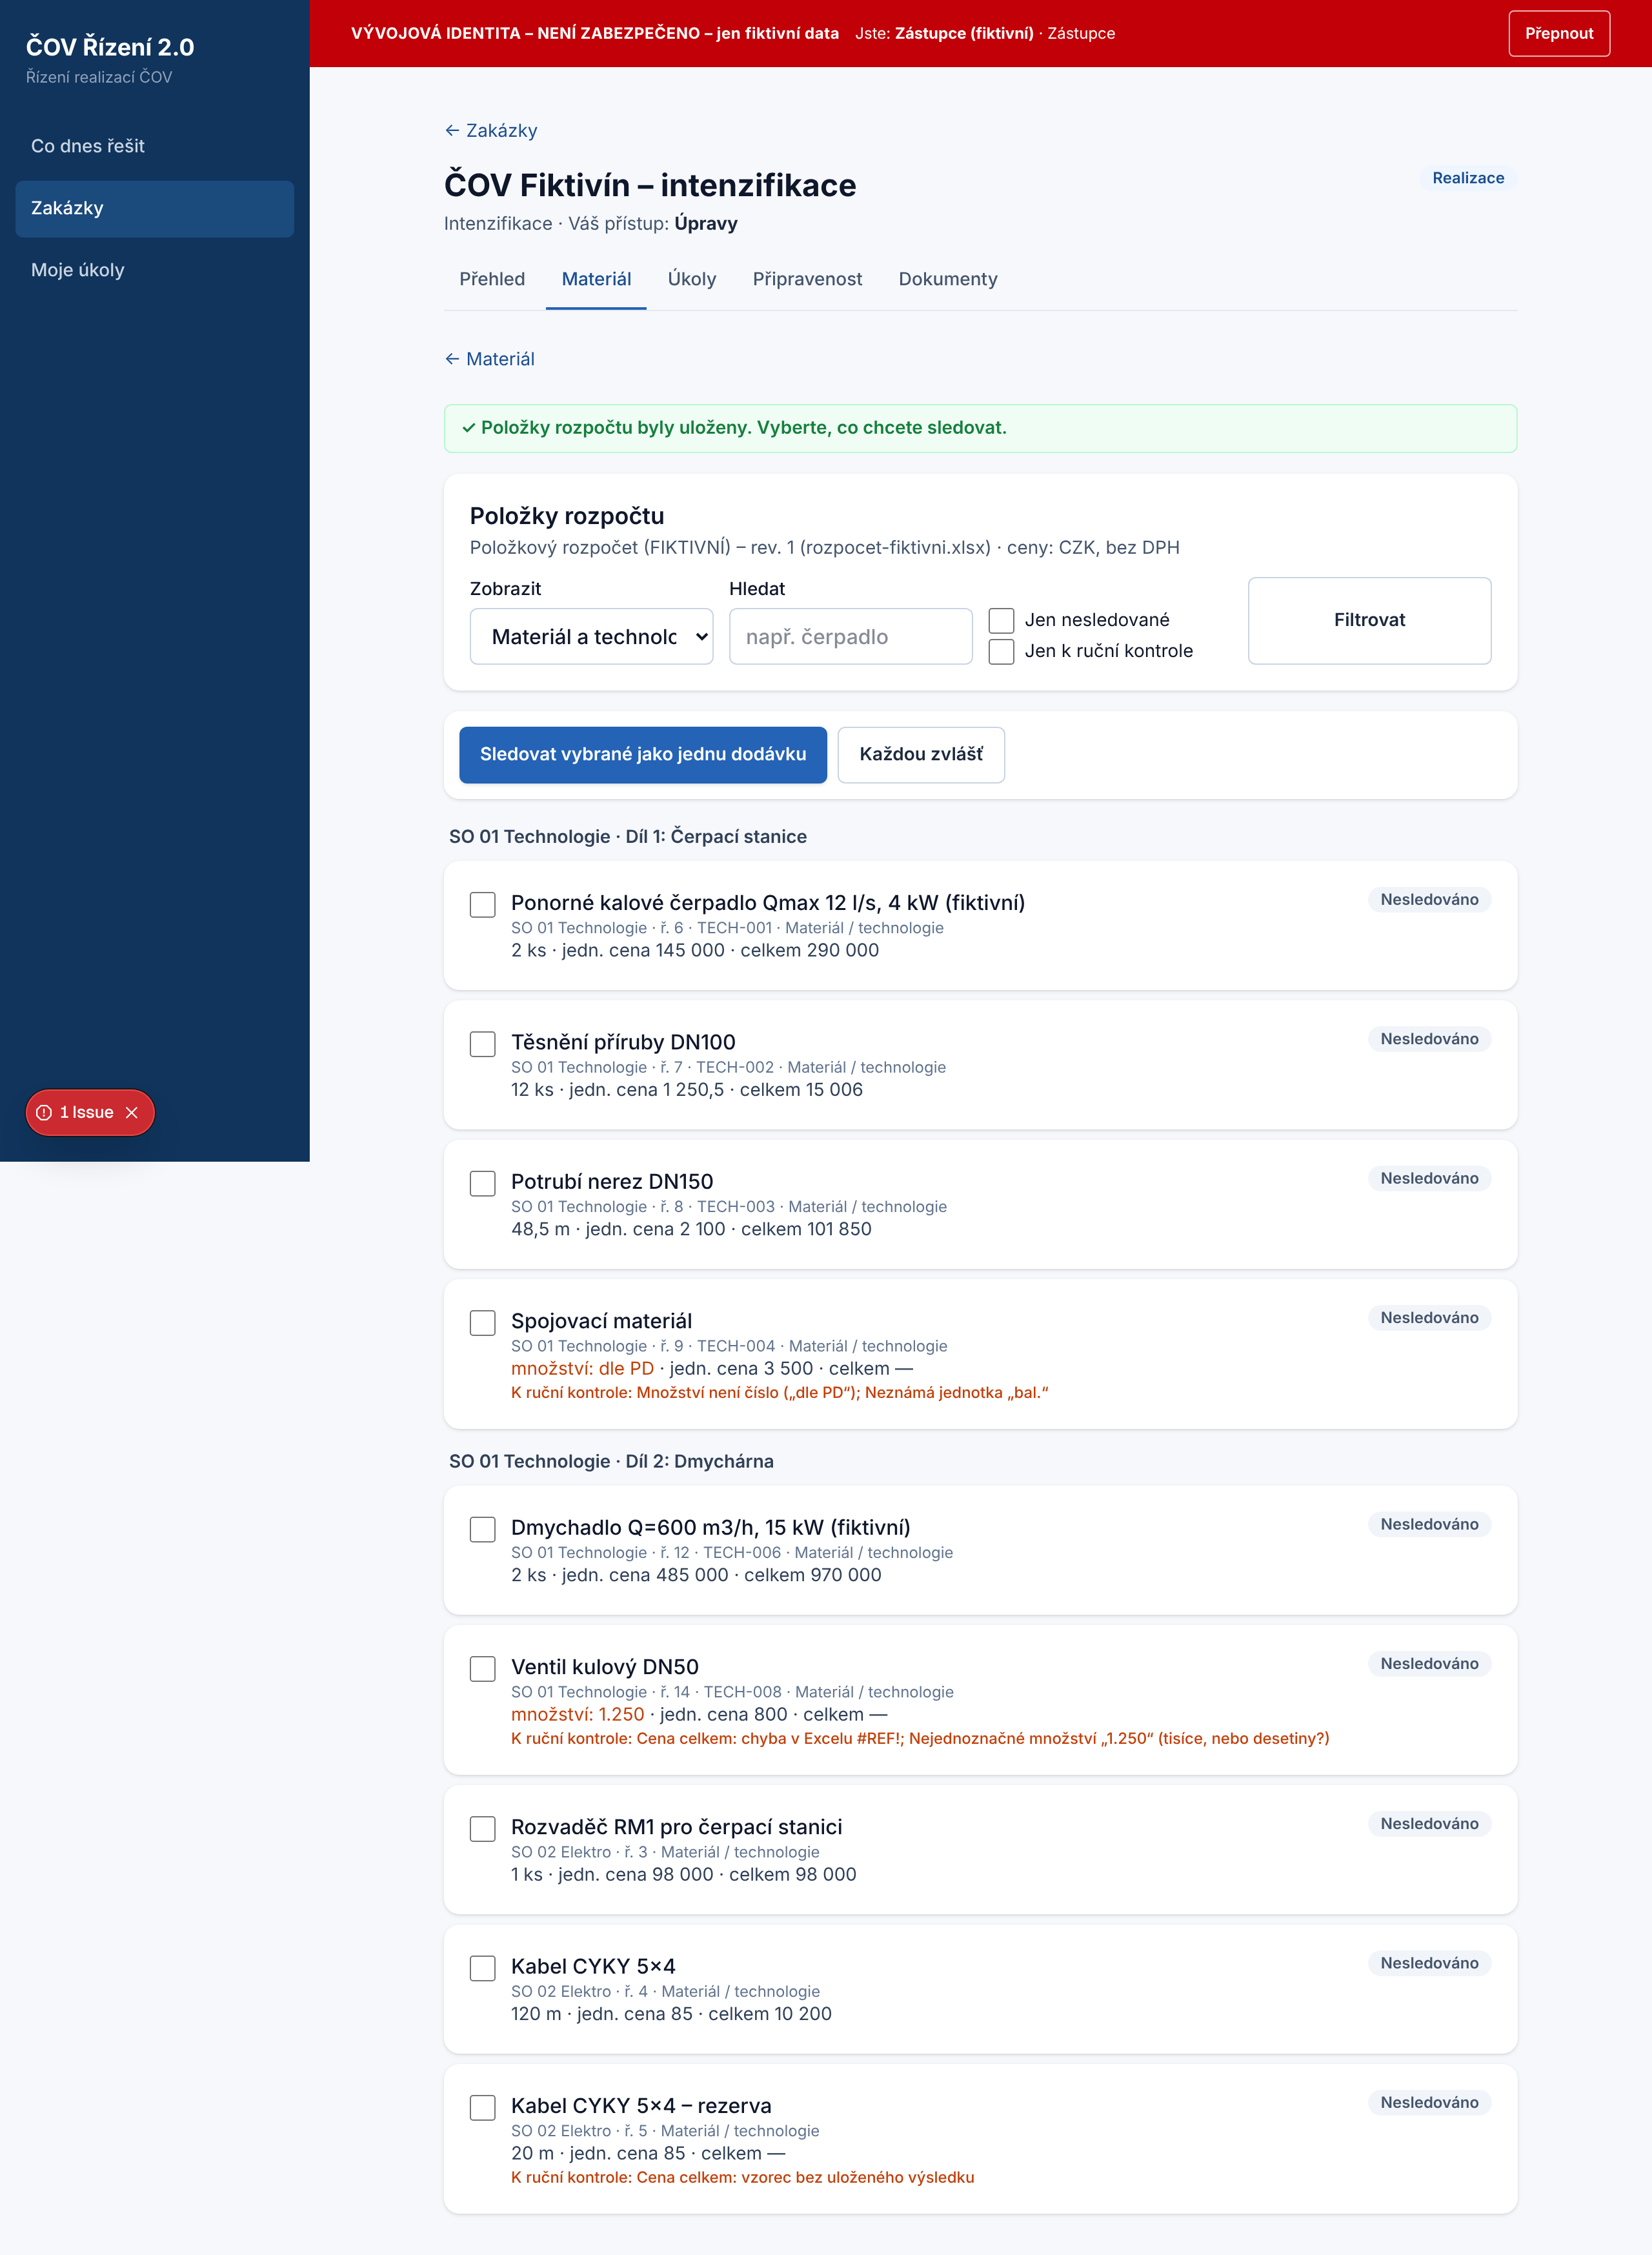 ČOV Řízení 2.0
Řízení realizací ČOV
Co dnes řešit
Zakázky
Moje úkoly
1 Issue
VÝVOJOVÁ IDENTITA – NENÍ ZABEZPEČENO – jen fiktivní data Jste: Zástupce (fiktivní) · Zástupce
Přepnout
← Zakázky
ČOV Fiktivín – intenzifikace
Realizace
Intenzifikace · Váš přístup: Úpravy
Přehled Materiál Úkoly Připravenost Dokumenty
← Materiál
✓ Položky rozpočtu byly uloženy. Vyberte, co chcete sledovat.
Položky rozpočtu
Položkový rozpočet (FIKTIVNÍ) – rev. 1 (rozpocet-fiktivni.xlsx) · ceny: CZK, bez DPH
Zobrazit
Materiál a technolo
Hledat
např. čerpadlo
Jen nesledované
Jen k ruční kontrole
Filtrovat
Sledovat vybrané jako jednu dodávku
Každou zvlášť
SO 01 Technologie · Díl 1: Čerpací stanice
Ponorné kalové čerpadlo Qmax 12 l/s, 4 kW (fiktivní)
Nesledováno
SO 01 Technologie · ř. 6 · TECH-001 · Materiál / technologie
2 ks · jedn. cena 145 000 · celkem 290 000
Těsnění příruby DN100
Nesledováno
SO 01 Technologie · ř. 7 · TECH-002 · Materiál / technologie
12 ks · jedn. cena 1 250,5 · celkem 15 006
Potrubí nerez DN150
Nesledováno
SO 01 Technologie · ř. 8 · TECH-003 · Materiál / technologie
48,5 m · jedn. cena 2 100 · celkem 101 850
Spojovací materiál
Nesledováno
SO 01 Technologie · ř. 9 · TECH-004 · Materiál / technologie
množství: dle PD · jedn. cena 3 500 · celkem —
K ruční kontrole: Množství není číslo („dle PD“); Neznámá jednotka „bal.“
SO 01 Technologie · Díl 2: Dmychárna
Dmychadlo Q=600 m3/h, 15 kW (fiktivní)
Nesledováno
SO 01 Technologie · ř. 12 · TECH-006 · Materiál / technologie
2 ks · jedn. cena 485 000 · celkem 970 000
Ventil kulový DN50
Nesledováno
SO 01 Technologie · ř. 14 · TECH-008 · Materiál / technologie
množství: 1.250 · jedn. cena 800 · celkem —
K ruční kontrole: Cena celkem: chyba v Excelu #REF!; Nejednoznačné množství „1.250“ (tisíce, nebo desetiny?)
Rozvaděč RM1 pro čerpací stanici
Nesledováno
SO 02 Elektro · ř. 3 · Materiál / technologie
1 ks · jedn. cena 98 000 · celkem 98 000
Kabel CYKY 5×4
Nesledováno
SO 02 Elektro · ř. 4 · Materiál / technologie
120 m · jedn. cena 85 · celkem 10 200
Kabel CYKY 5×4 – rezerva
Nesledováno
SO 02 Elektro · ř. 5 · Materiál / technologie
20 m · jedn. cena 85 · celkem —
K ruční kontrole: Cena celkem: vzorec bez uloženého výsledku